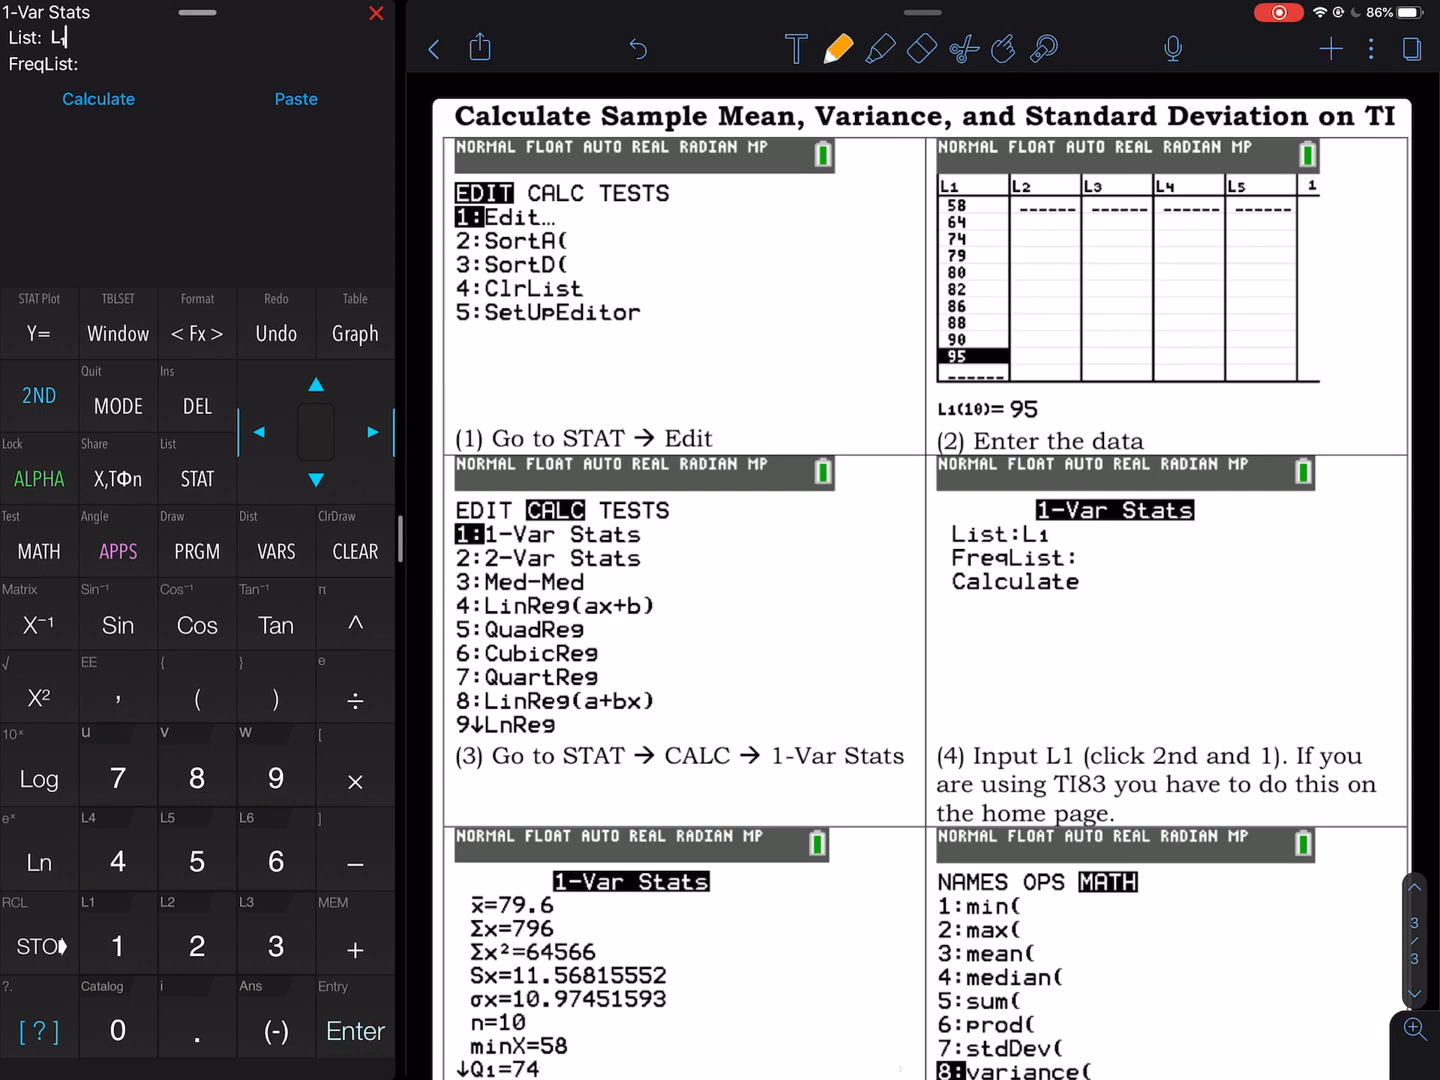 1-Var Stats
List: L₁
FreqList:
Calculate Paste
STAT Plot TBLSET Format Redo Table
Y= Window < Fx > Undo Graph
Quit Ins
2ND MODE DEL
Lock Share List
ALPHA X,TΦn STAT
Test Angle Draw Dist ClrDraw
MATH APPS PRGM VARS CLEAR
Matrix Sin⁻¹ Cos⁻¹ Tan⁻¹ π
X⁻¹ Sin Cos Tan ^
√ EE { } e
X² , ( ) ÷
10ˣ u v w [
Log 7 8 9 ×
eˣ L4 L5 L6 ]
Ln 4 5 6 −
RCL L1 L2 L3 MEM
STO 1 2 3 +
?. Catalog i Ans Entry
[ ? ] 0 . (-) Enter
86%
Calculate Sample Mean, Variance, and Standard Deviation on TI
NORMAL FLOAT AUTO REAL RADIAN MP
EDIT CALC TESTS
1:Edit…
2:SortA(
3:SortD(
4:ClrList
5:SetUpEditor
(1) Go to STAT → Edit
NORMAL FLOAT AUTO REAL RADIAN MP
L1 L2 L3 L4 L5 1
58 ------ ------ ------ ------
64
74
79
80
82
86
88
90
95
------
L1(10)= 95
(2) Enter the data
NORMAL FLOAT AUTO REAL RADIAN MP
EDIT CALC TESTS
1:1-Var Stats
2:2-Var Stats
3:Med-Med
4:LinReg(ax+b)
5:QuadReg
6:CubicReg
7:QuartReg
8:LinReg(a+bx)
9↓LnReg
(3) Go to STAT → CALC → 1-Var Stats
NORMAL FLOAT AUTO REAL RADIAN MP
1-Var Stats
List:L1
FreqList:
Calculate
(4) Input L1 (click 2nd and 1). If you
are using TI83 you have to do this on
the home page.
NORMAL FLOAT AUTO REAL RADIAN MP
1-Var Stats
x̄=79.6
Σx=796
Σx²=64566
Sx=11.56815552
σx=10.97451593
n=10
minX=58
↓Q₁=74
NORMAL FLOAT AUTO REAL RADIAN MP
NAMES OPS MATH
1:min(
2:max(
3:mean(
4:median(
5:sum(
6:prod(
7:stdDev(
8:variance(
3
/
3